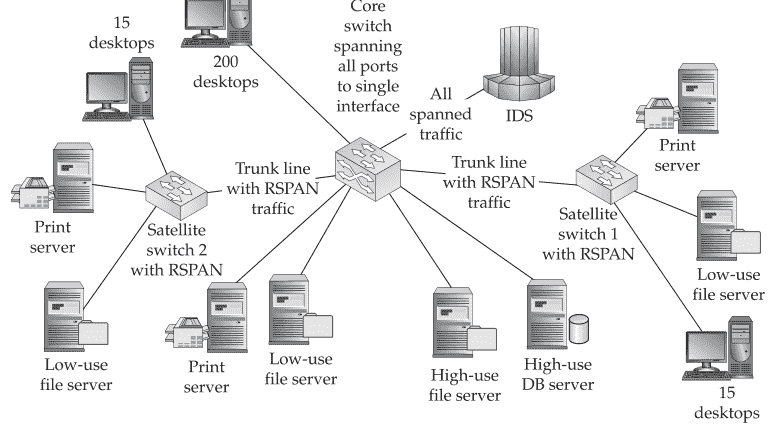 15
desktops
200
desktops
Core
switch
spanning
all ports
to single
interface
All
spanned
traffic
IDS
Print
server
Trunk line
with RSPAN
traffic
Trunk line
with RSPAN
traffic
Print
server
Satellite
switch 2
with RSPAN
Satellite
switch 1
with RSPAN
Low-use
file server
Low-use
file server
Print
server
Low-use
file server
High-use
file server
High-use
DB server
15
desktops